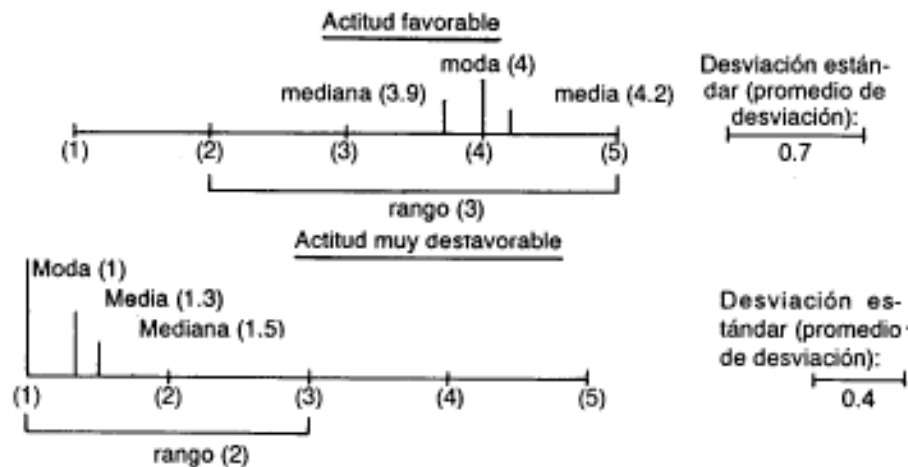 Actitud favorable
moda (4)
mediana (3.9)
media (4.2)
Desviación están-
dar (promedio de
desviación):
0.7
(1) (2) (3) (4) (5)
rango (3)
Actitud muy desfavorable
Moda (1)
Media (1.3)
Mediana (1.5)
Desviación es-
tándar (promedio
de desviación):
0.4
(1) (2) (3) (4) (5)
rango (2)